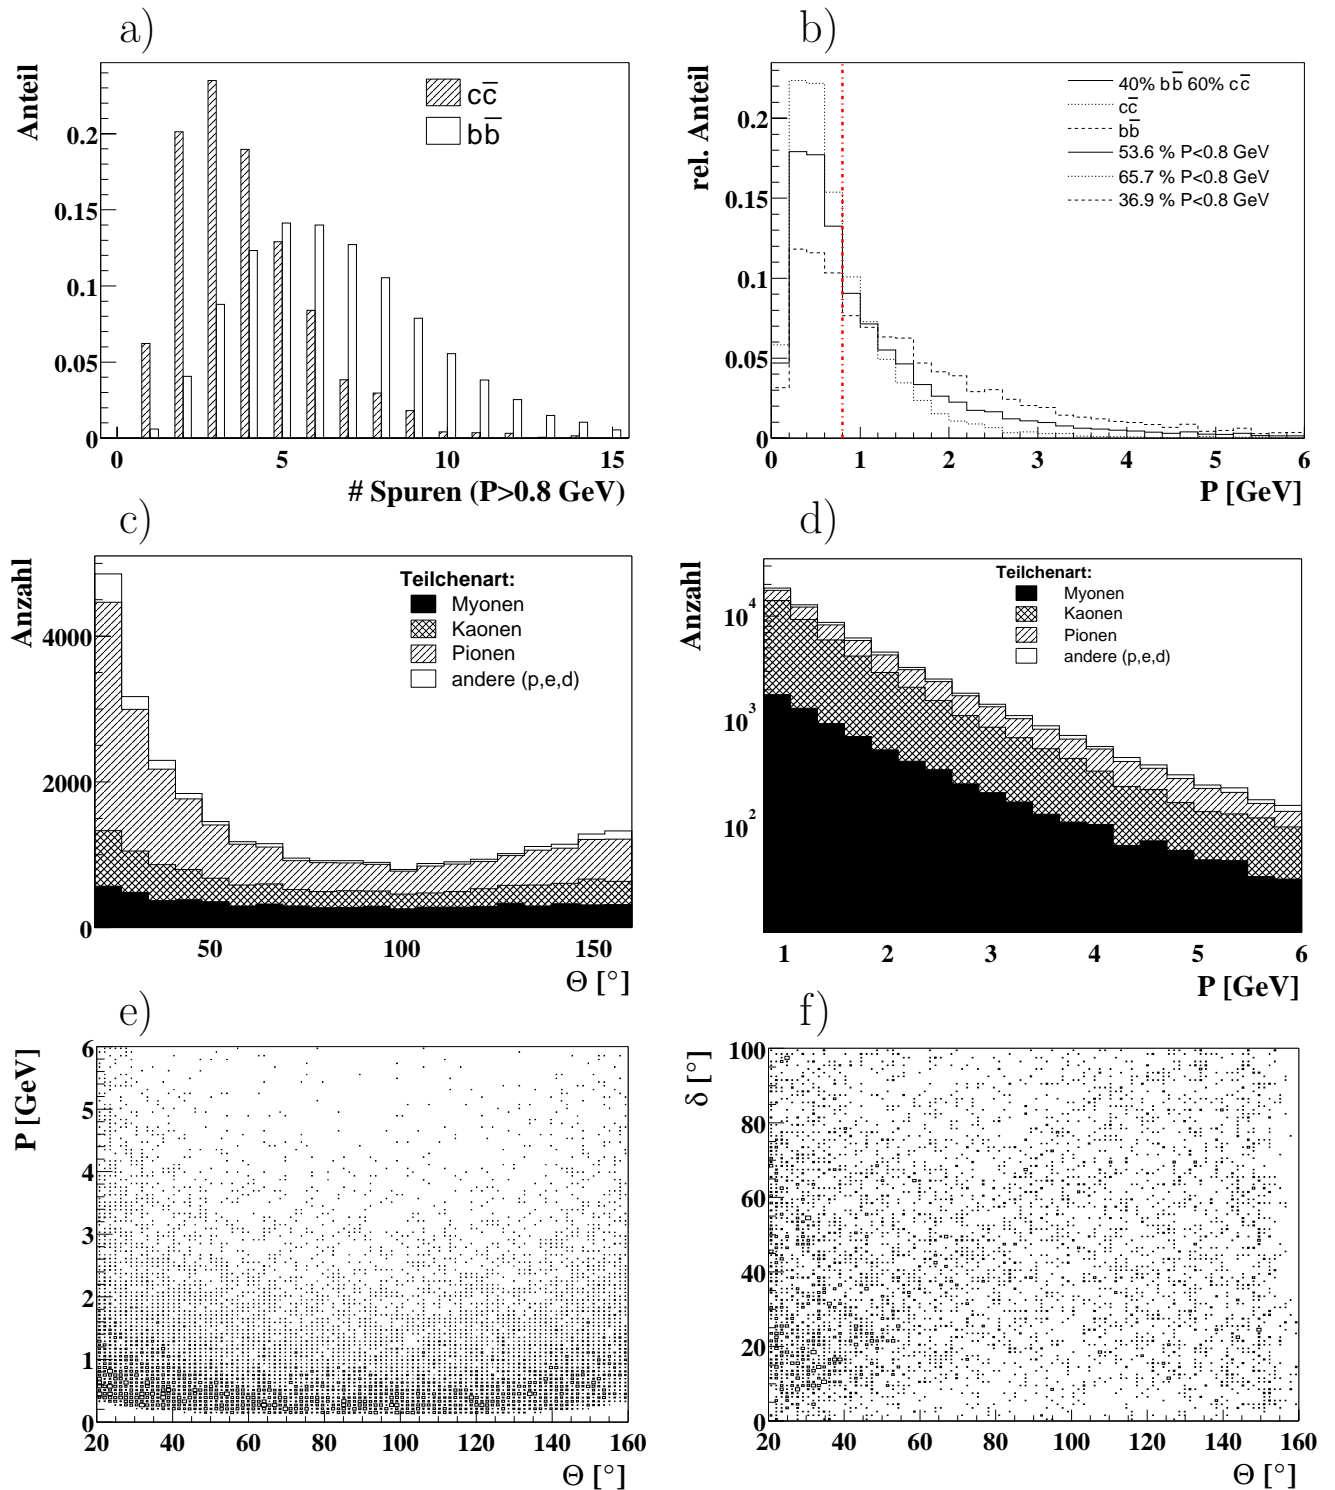 a)
Anteil
cc̄
bb̄
0.2
0.15
0.1
0.05
0
0 5 10 15
# Spuren (P>0.8 GeV)
b)
rel. Anteil
40% bb̄ 60% cc̄
cc̄
bb̄
53.6 % P<0.8 GeV
65.7 % P<0.8 GeV
36.9 % P<0.8 GeV
0.2
0.15
0.1
0.05
0
0 1 2 3 4 5 6
P [GeV]
c)
Anzahl
Teilchenart:
Myonen
Kaonen
Pionen
andere (p,e,d)
4000
2000
0
50 100 150
Θ [°]
d)
Anzahl
Teilchenart:
Myonen
Kaonen
Pionen
andere (p,e,d)
10⁴
10³
10²
1 2 3 4 5 6
P [GeV]
e)
P [GeV]
6
5
4
3
2
1
0
20 40 60 80 100 120 140 160
Θ [°]
f)
δ [°]
100
80
60
40
20
0
20 40 60 80 100 120 140 160
Θ [°]